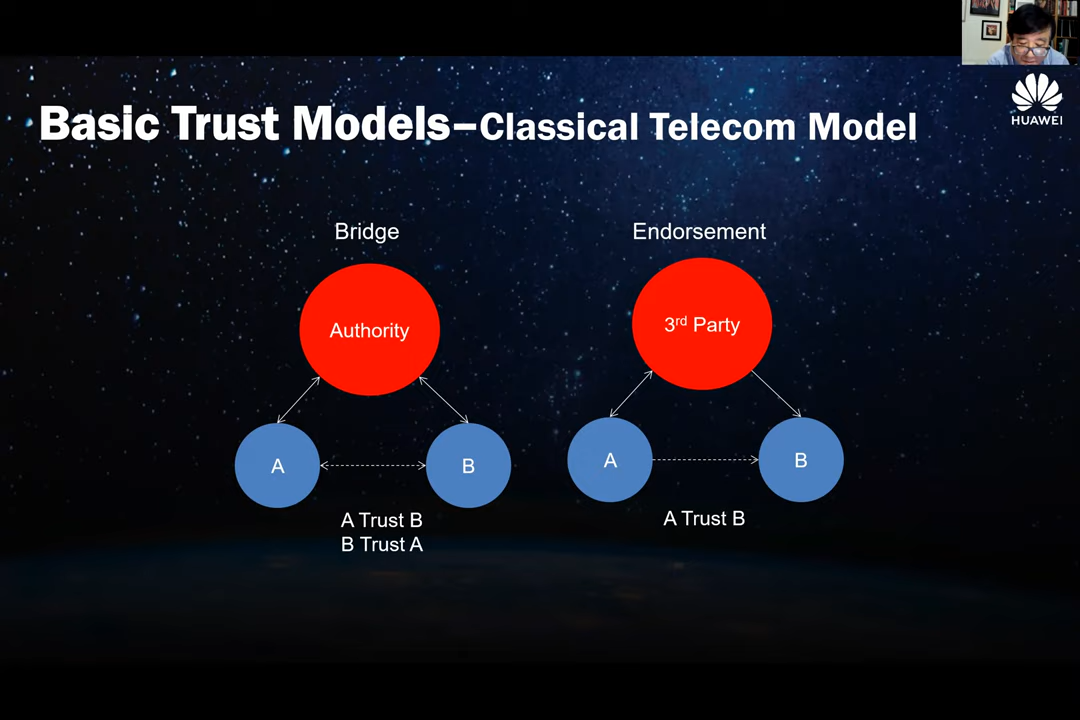 Basic Trust Models–Classical Telecom Model
HUAWEI
Bridge
Endorsement
Authority
3rd Party
A
B
A
B
A Trust B
B Trust A
A Trust B